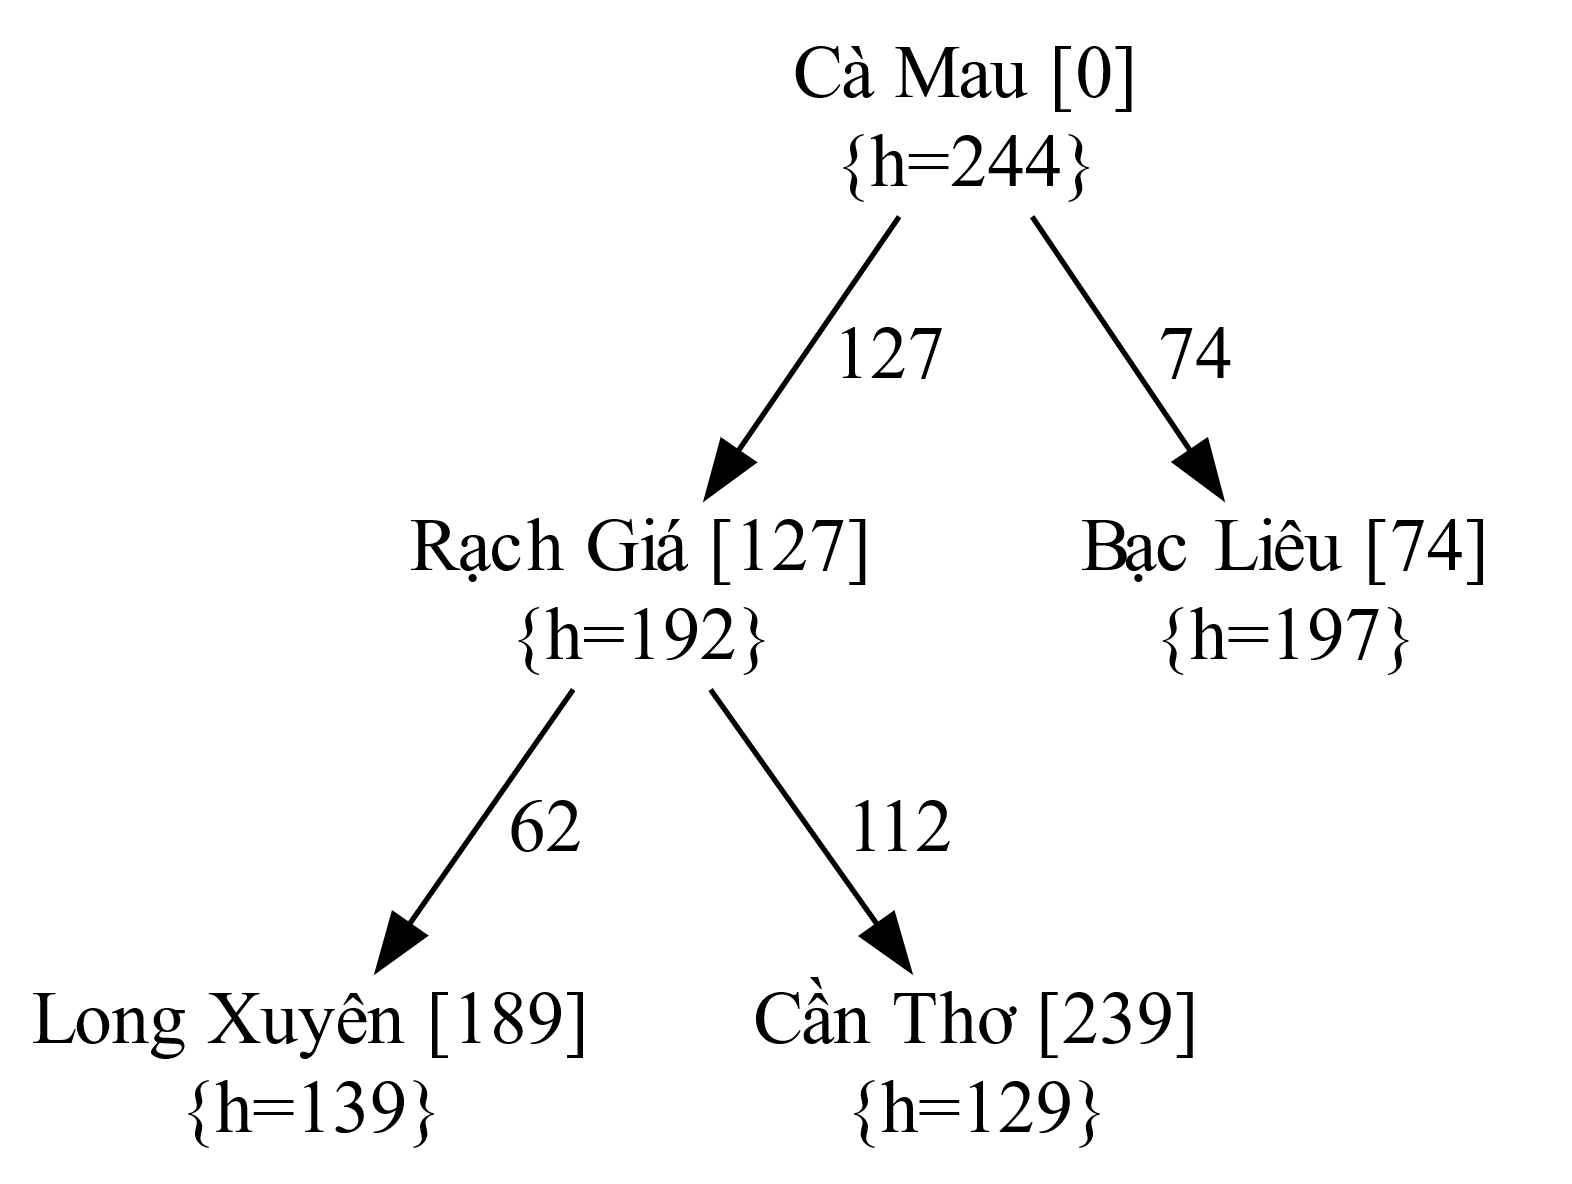 Cà Mau [0]
{h=244}
127
74
Rạch Giá [127]
{h=192}
Bạc Liêu [74]
{h=197}
62
112
Long Xuyên [189]
{h=139}
Cần Thơ [239]
{h=129}